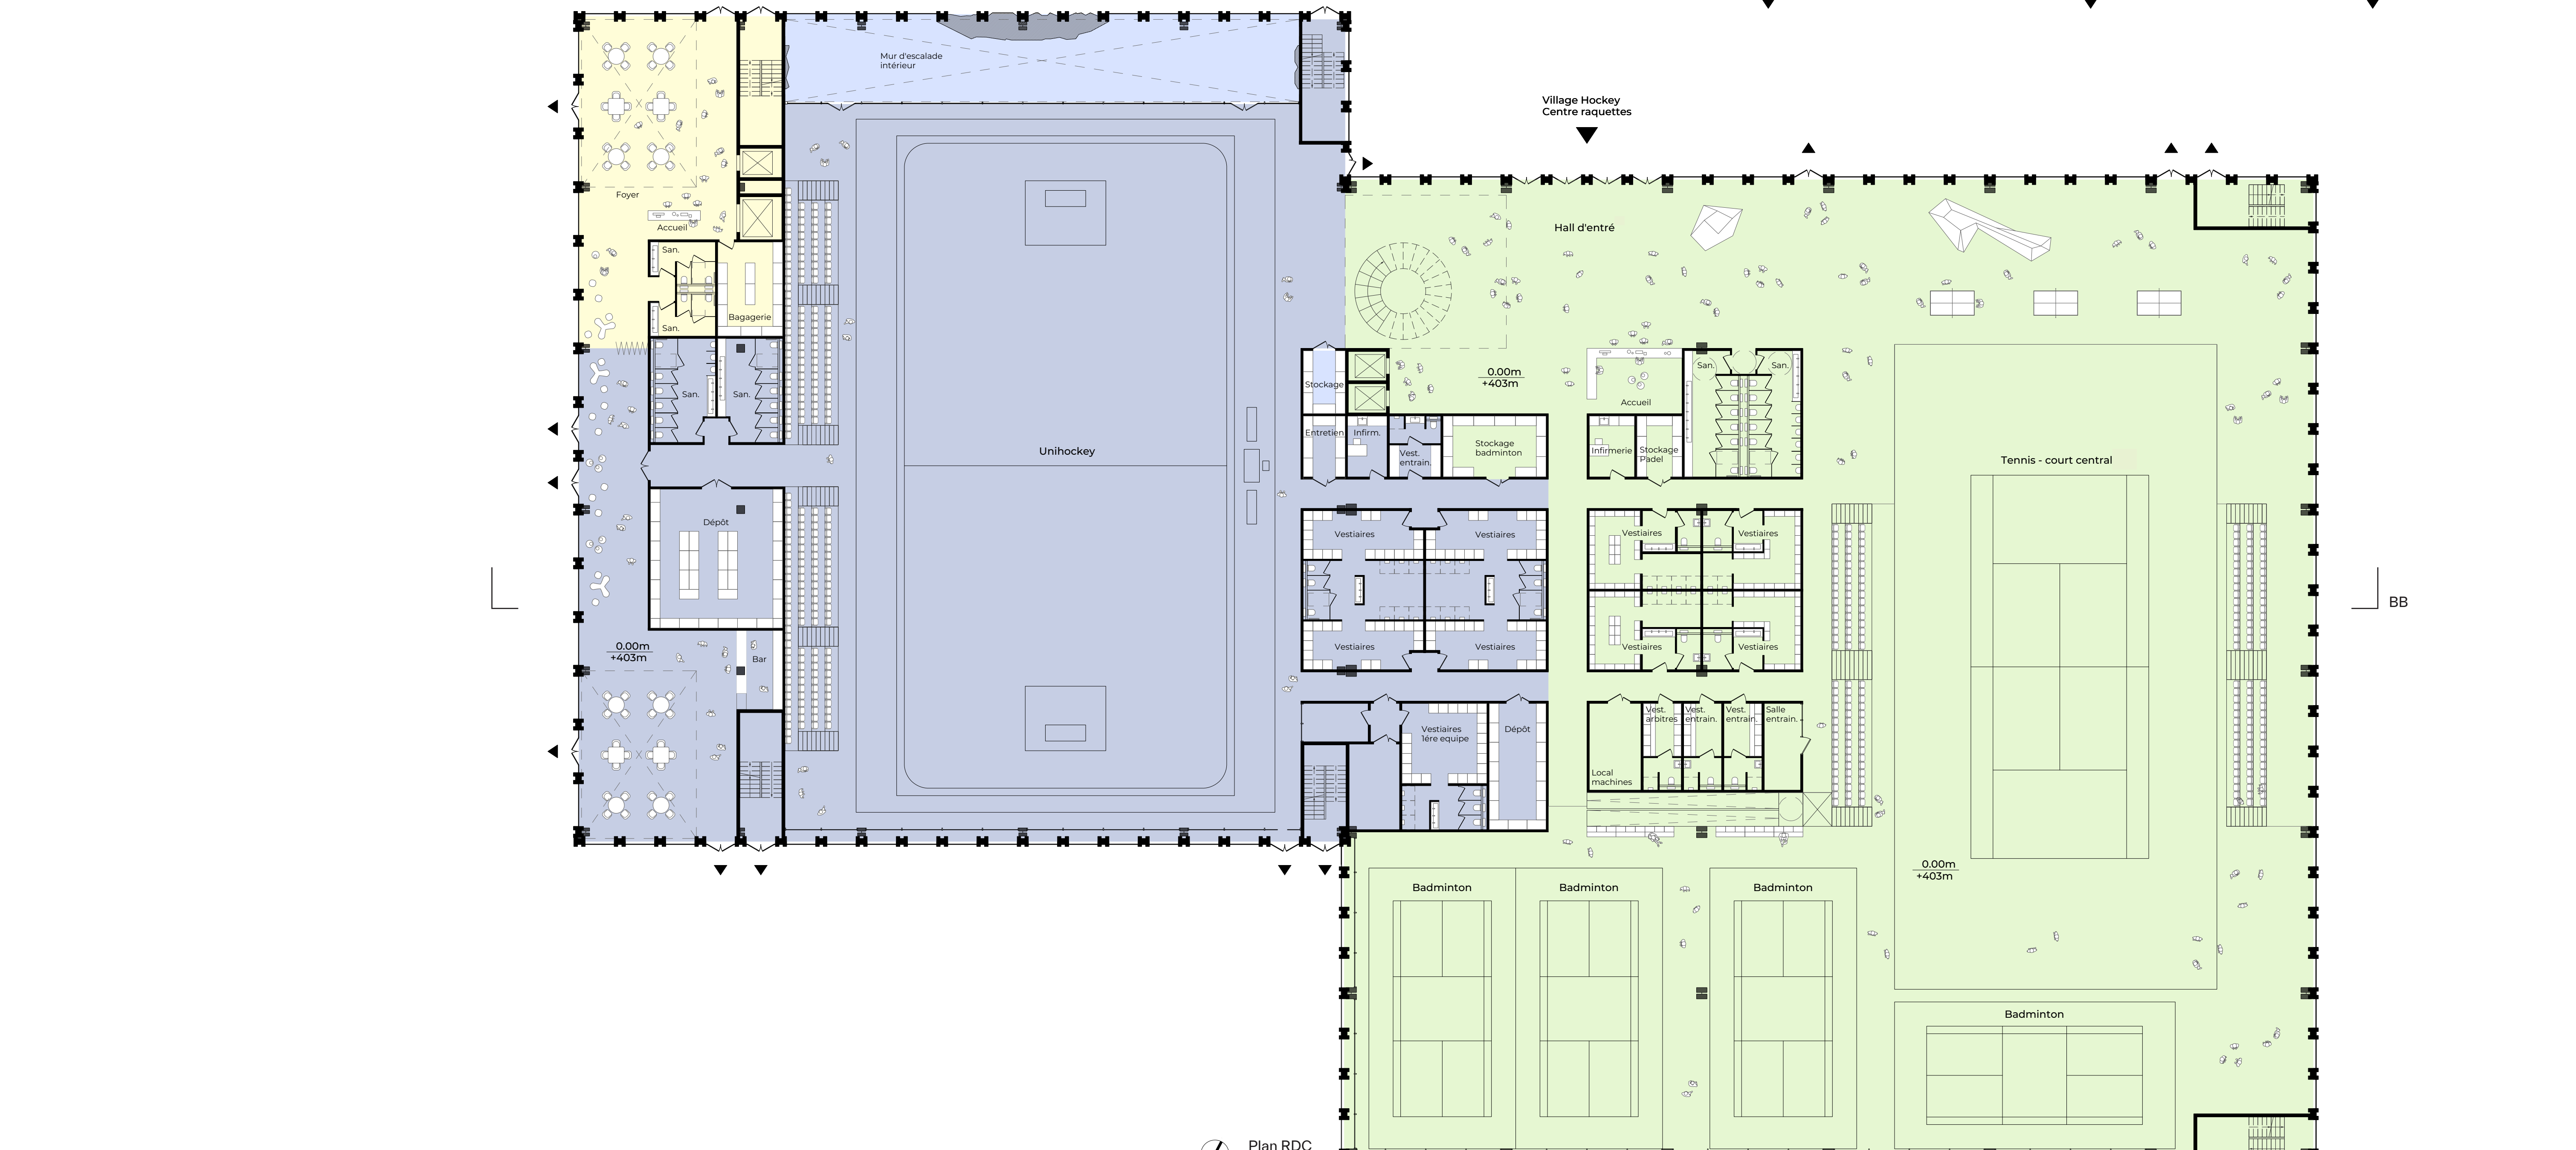 Mur d'escalade
intérieur
Village Hockey
Centre raquettes
Foyer
Accueil
San.
Bagagerie
San.
San.
San.
Hall d'entré
0.00m
+403m
Stockage
Accueil
San.
San.
Entretien
Infirm.
Vest.
entrain.
Stockage
badminton
Infirmerie
Stockage
Padel
Unihockey
Tennis - court central
Dépôt
Vestiaires
Vestiaires
Vestiaires
Vestiaires
BB
0.00m
+403m
Bar
Vestiaires
Vestiaires
Vestiaires
Vestiaires
Vestiaires
1ére equipe
Dépôt
Vest.
arbitres
Vest.
entrain.
Vest.
entrain.
Salle
entrain.
Local
machines
0.00m
+403m
Badminton
Badminton
Badminton
Badminton
Plan RDC